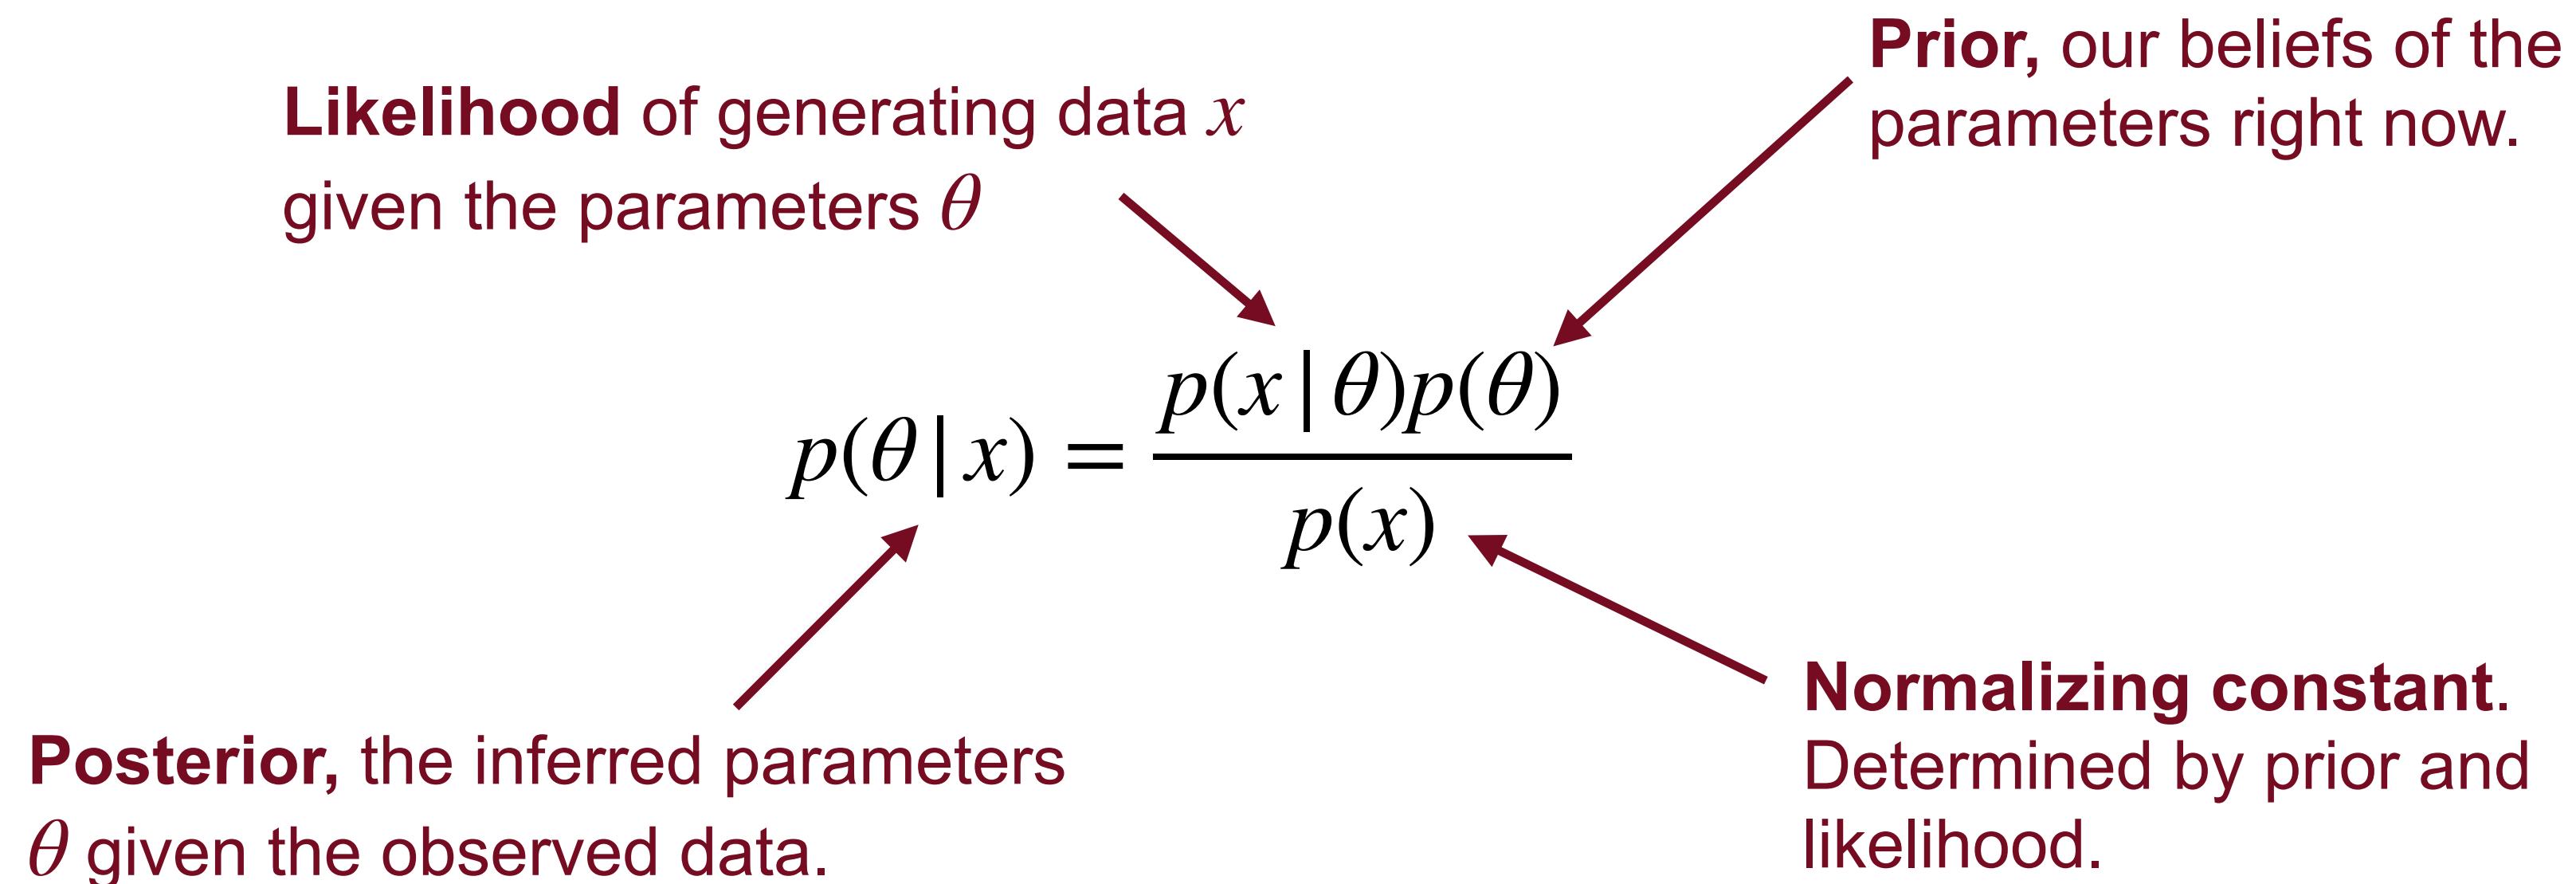 Prior, our beliefs of the
parameters right now.
Likelihood of generating data x
given the parameters θ
p(θ | x) = p(x | θ)p(θ)
p(x)
Posterior, the inferred parameters
θ given the observed data.
Normalizing constant.
Determined by prior and
likelihood.